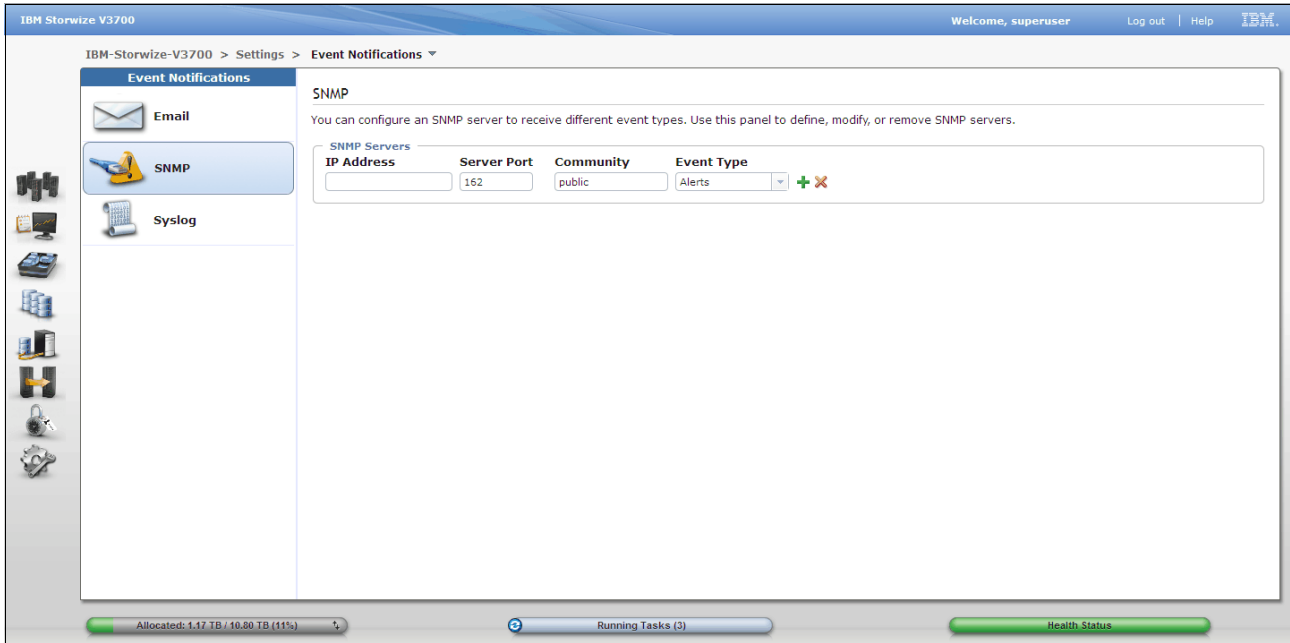 IBM Storwize V3700
Welcome, superuser
Log out | Help
IBM.
IBM-Storwize-V3700 > Settings > Event Notifications
Event Notifications
Email
SNMP
Syslog
SNMP
You can configure an SNMP server to receive different event types. Use this panel to define, modify, or remove SNMP servers.
SNMP Servers
IP Address Server Port Community Event Type
162 public Alerts
Allocated: 1.17 TB / 10.80 TB (11%)
Running Tasks (3)
Health Status